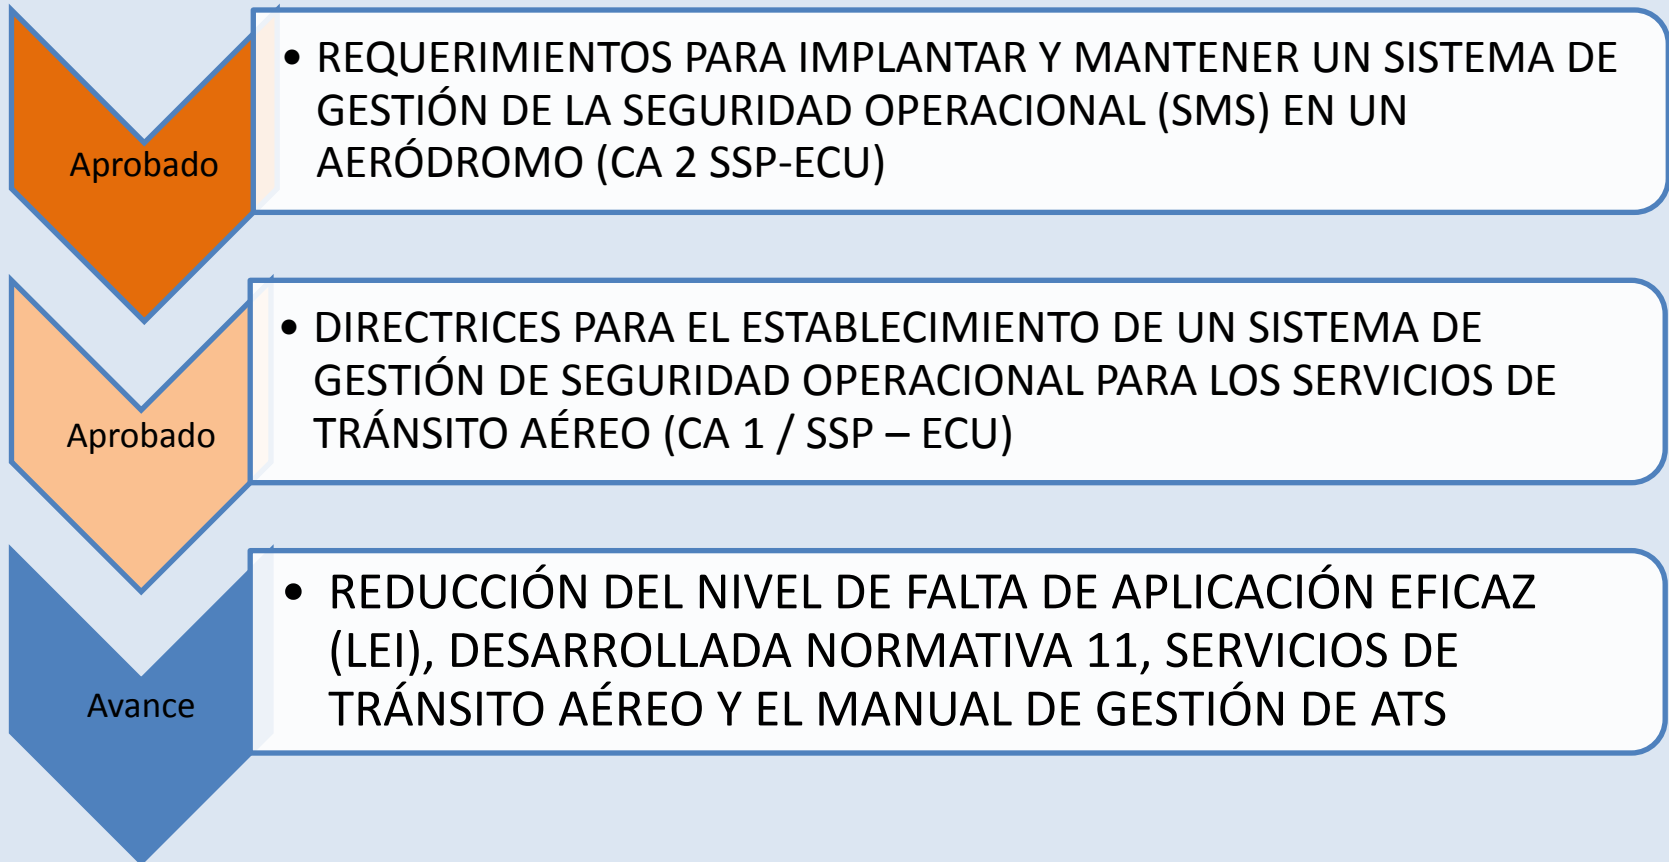 Aprobado
• REQUERIMIENTOS PARA IMPLANTAR Y MANTENER UN SISTEMA DE
GESTIÓN DE LA SEGURIDAD OPERACIONAL (SMS) EN UN
AERÓDROMO (CA 2 SSP-ECU)
Aprobado
• DIRECTRICES PARA EL ESTABLECIMIENTO DE UN SISTEMA DE
GESTIÓN DE SEGURIDAD OPERACIONAL PARA LOS SERVICIOS DE
TRÁNSITO AÉREO (CA 1 / SSP – ECU)
Avance
• REDUCCIÓN DEL NIVEL DE FALTA DE APLICACIÓN EFICAZ
(LEI), DESARROLLADA NORMATIVA 11, SERVICIOS DE
TRÁNSITO AÉREO Y EL MANUAL DE GESTIÓN DE ATS